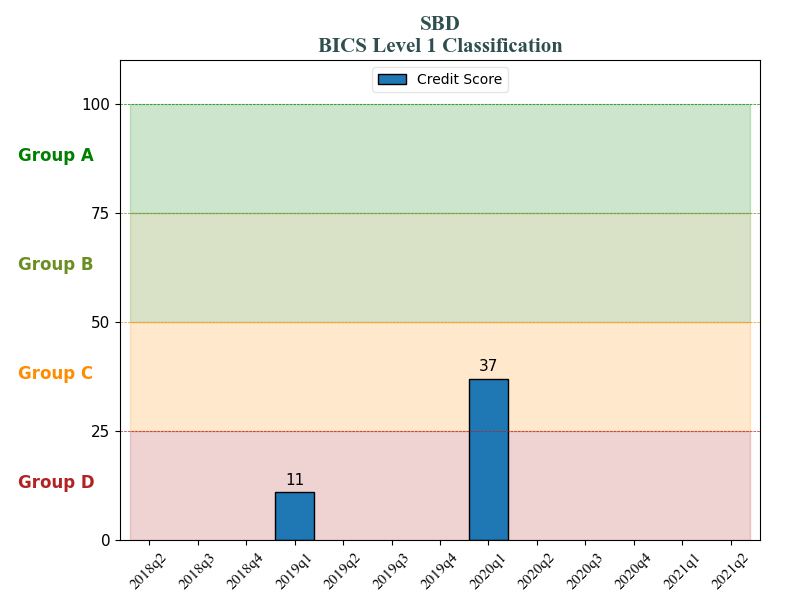 SBD
BICS Level 1 Classification
Credit Score
100
Group A
75
Group B
50
Group C
37
25
Group D
11
0
2018q2 2018q3 2018q4 2019q1 2019q2 2019q3 2019q4 2020q1 2020q2 2020q3 2020q4 2021q1 2021q2